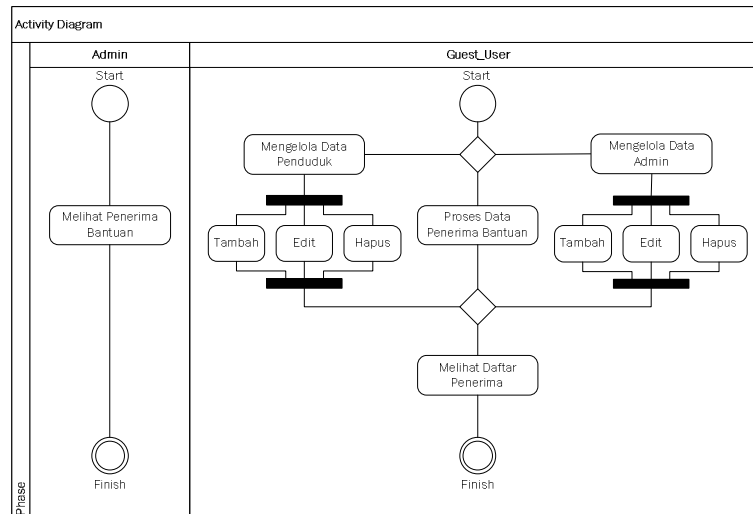 Activity Diagram
Admin
Guest_User
Start
Start
Mengelola Data
Penduduk
Mengelola Data
Admin
Melihat Penerima
Bantuan
Proses Data
Penerima Bantuan
Tambah
Edit
Hapus
Tambah
Edit
Hapus
Melihat Daftar
Penerima
Finish
Finish
Phase